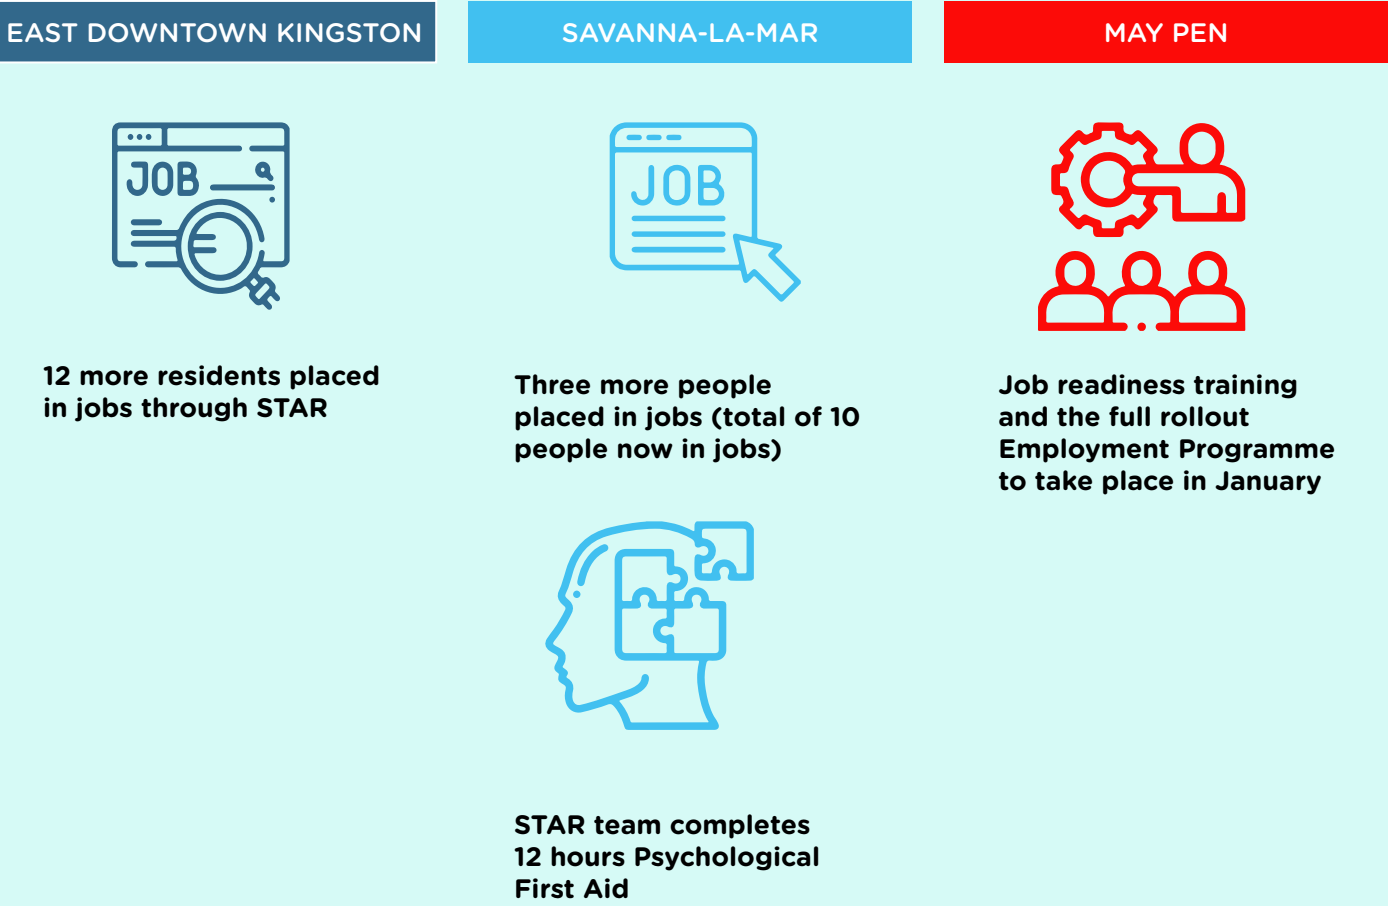 EAST DOWNTOWN KINGSTON
SAVANNA-LA-MAR
MAY PEN
JOB
12 more residents placed
in jobs through STAR
JOB
Three more people
placed in jobs (total of 10
people now in jobs)
STAR team completes
12 hours Psychological
First Aid
Job readiness training
and the full rollout
Employment Programme
to take place in January